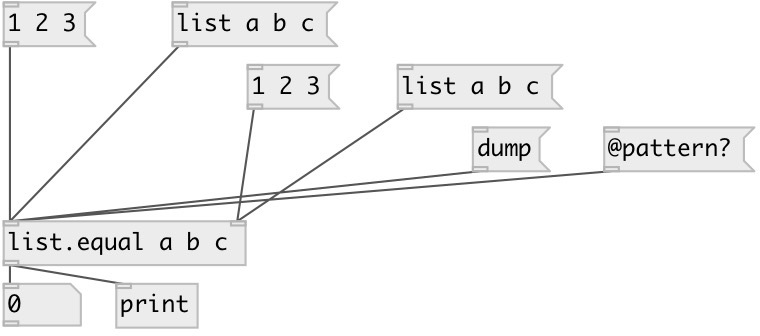 1 2 3
list a b c
1 2 3
list a b c
dump
@pattern?
list.equal a b c
0
print